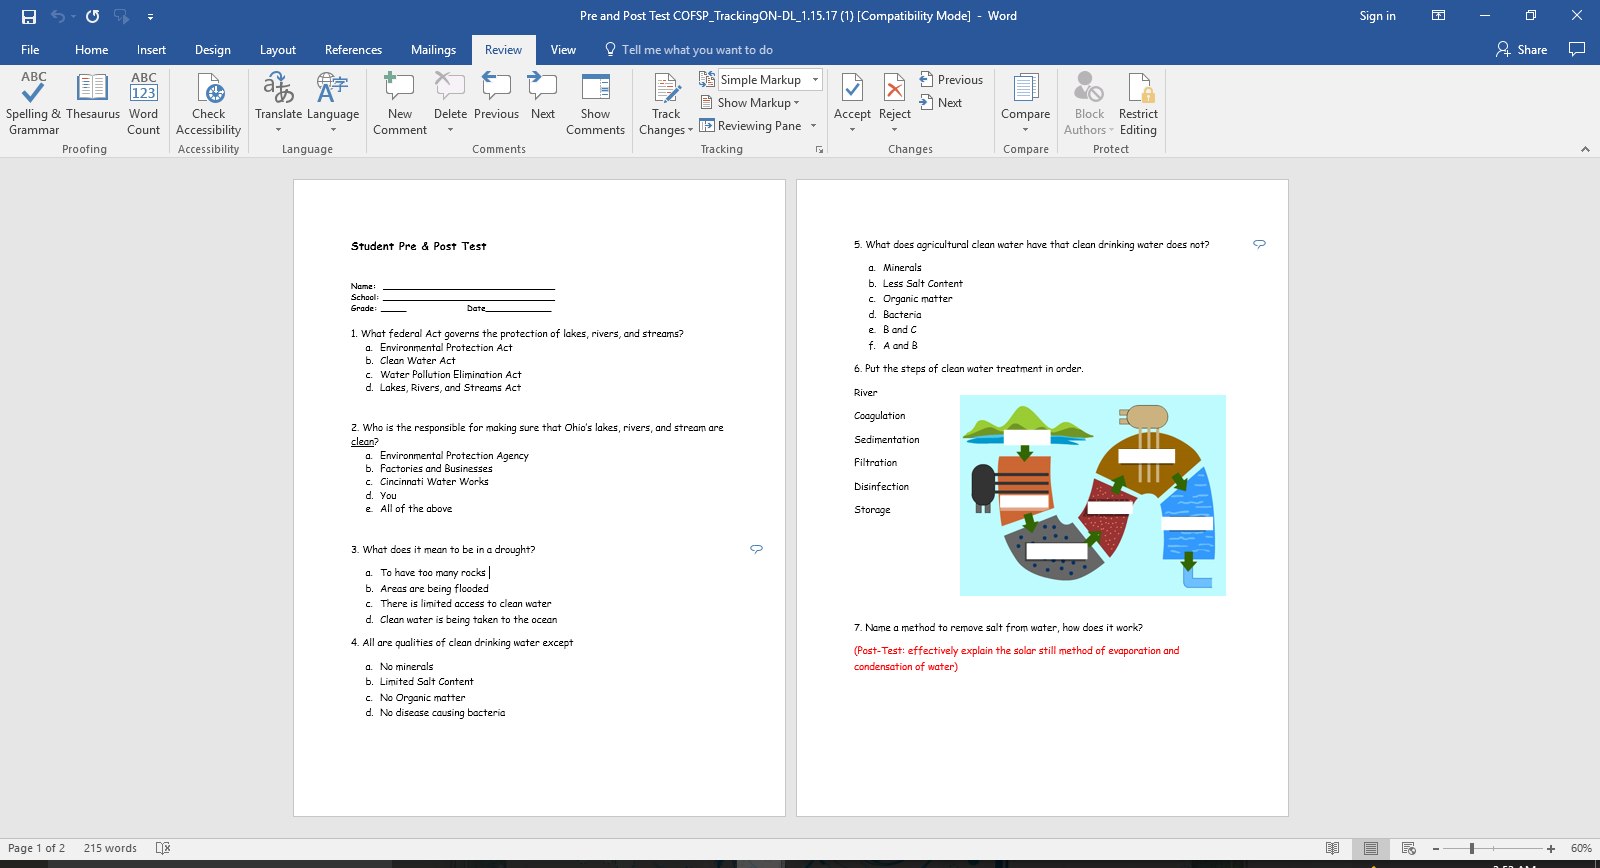 Pre and Post Test COFSP_TrackingON-DL_1.15.17 (1) [Compatibility Mode] - Word
Sign in
File Home Insert Design Layout References Mailings Review View Tell me what you want to do
Share
ABC
Spelling & Grammar
Thesaurus
ABC
123
Word Count
Proofing
Check Accessibility
Accessibility
Translate
Language
Language
New Comment
Delete
Previous
Next
Show Comments
Comments
Track Changes
Simple Markup
Show Markup
Reviewing Pane
Tracking
Accept
Reject
Previous
Next
Changes
Compare
Compare
Block Authors
Restrict Editing
Protect
Student Pre & Post Test
Name:
School:
Grade: Date
1. What federal Act governs the protection of lakes, rivers, and streams?
a. Environmental Protection Act
b. Clean Water Act
c. Water Pollution Elimination Act
d. Lakes, Rivers, and Streams Act
2. Who is the responsible for making sure that Ohio's lakes, rivers, and stream are
clean?
a. Environmental Protection Agency
b. Factories and Businesses
c. Cincinnati Water Works
d. You
e. All of the above
3. What does it mean to be in a drought?
a. To have too many rocks
b. Areas are being flooded
c. There is limited access to clean water
d. Clean water is being taken to the ocean
4. All are qualities of clean drinking water except
a. No minerals
b. Limited Salt Content
c. No Organic matter
d. No disease causing bacteria
5. What does agricultural clean water have that clean drinking water does not?
a. Minerals
b. Less Salt Content
c. Organic matter
d. Bacteria
e. B and C
f. A and B
6. Put the steps of clean water treatment in order.
River
Coagulation
Sedimentation
Filtration
Disinfection
Storage
7. Name a method to remove salt from water, how does it work?
(Post-Test: effectively explain the solar still method of evaporation and
condensation of water)
Page 1 of 2 215 words
60%